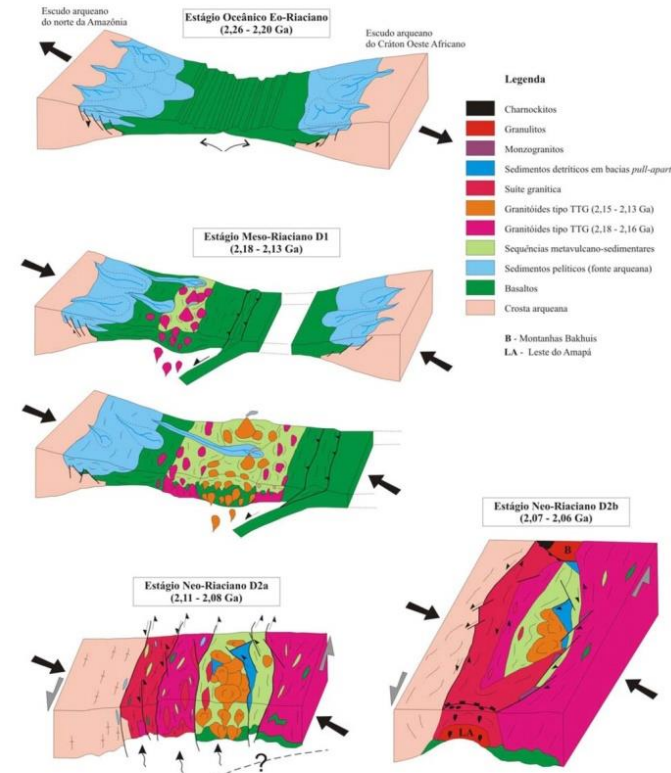 Estágio Oceânico Eo-Riaciano
(2,26 - 2,20 Ga)
Escudo arqueano
do norte da Amazônia
Escudo arqueano
do Cráton Oeste Africano
Legenda
Charnockitos
Granulitos
Monzogranitos
Sedimentos detríticos em bacias pull-apart
Suíte granítica
Granitóides tipo TTG (2,15 - 2,13 Ga)
Granitóides tipo TTG (2,18 - 2,16 Ga)
Sequências metavulcano-sedimentares
Sedimentos pelíticos (fonte arqueana)
Basaltos
Crosta arqueana
B - Montanhas Bakhuis
LA - Leste do Amapá
Estágio Meso-Riaciano D1
(2,18 - 2,13 Ga)
Estágio Neo-Riaciano D2a
(2,11 - 2,08 Ga)
?
Estágio Neo-Riaciano D2b
(2,07 - 2,06 Ga)
B
LA